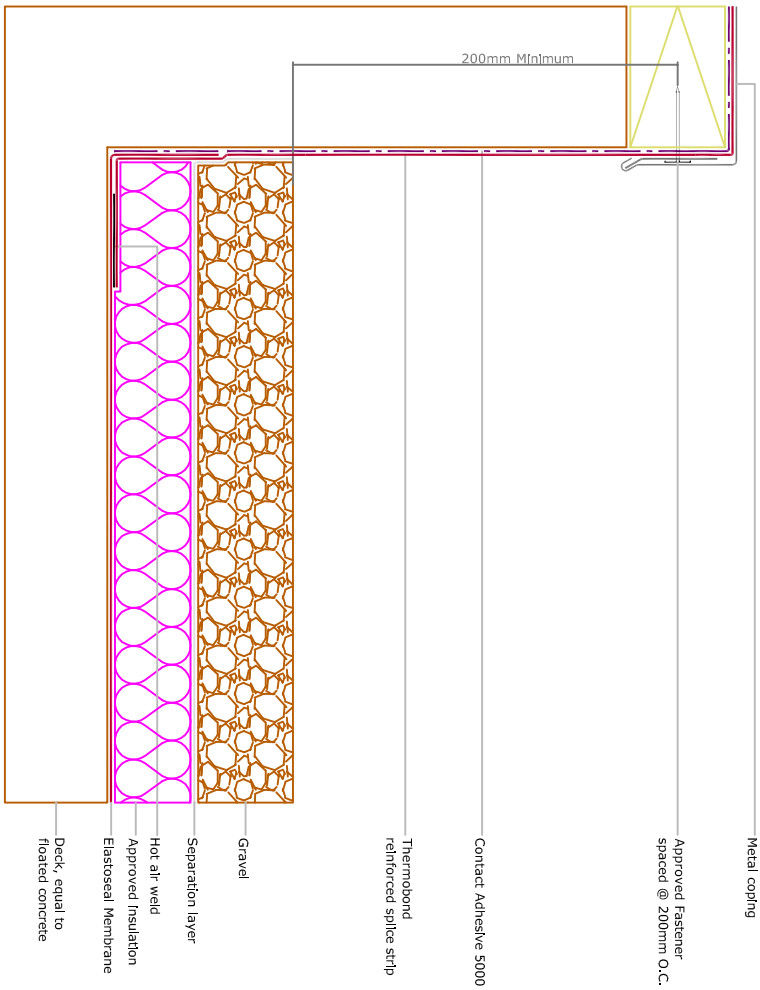 200mm Minimum
Metal coping
Approved Fastener
spaced @ 200mm O.C.
Contact Adhesive 5000
Thermobond
reinforced splice strip
Gravel
Separation layer
Hot air weld
Approved Insulation
Elastoseal Membrane
Deck, equal to
floated concrete